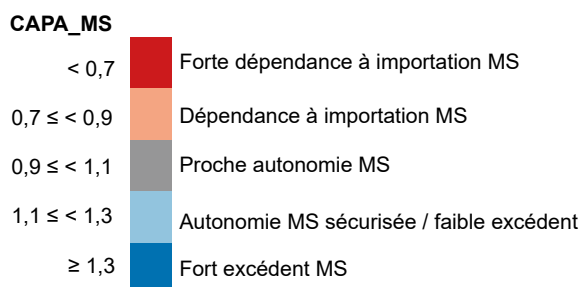 CAPA_MS
< 0,7 Forte dépendance à importation MS
0,7 ≤ < 0,9 Dépendance à importation MS
0,9 ≤ < 1,1 Proche autonomie MS
1,1 ≤ < 1,3 Autonomie MS sécurisée / faible excédent
≥ 1,3 Fort excédent MS